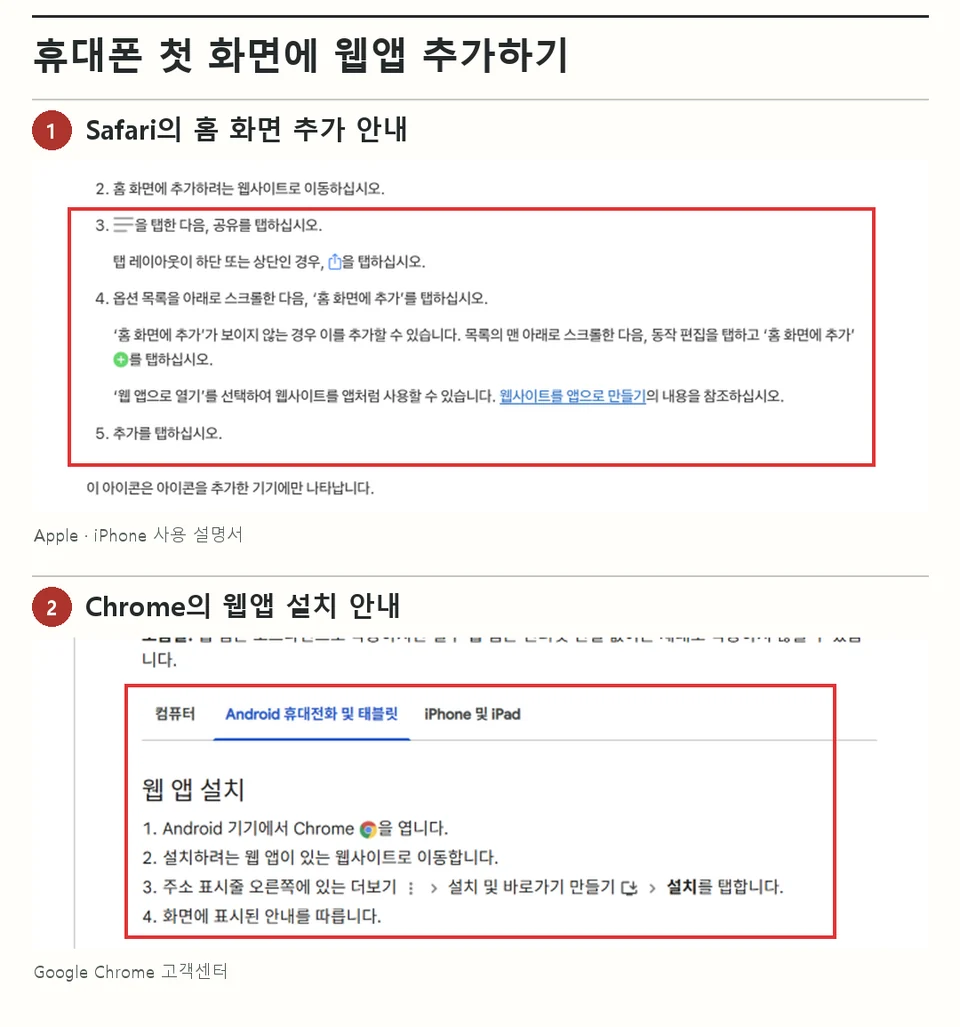 휴대폰 첫 화면에 웹앱 추가하기
1 Safari의 홈 화면 추가 안내
2. 홈 화면에 추가하려는 웹사이트로 이동하십시오.
3. 을 탭한 다음, 공유를 탭하십시오.
탭 레이아웃이 하단 또는 상단인 경우, 을 탭하십시오.
4. 옵션 목록을 아래로 스크롤한 다음, ‘홈 화면에 추가’를 탭하십시오.
‘홈 화면에 추가’가 보이지 않는 경우 이를 추가할 수 있습니다. 목록의 맨 아래로 스크롤한 다음, 동작 편집을 탭하고 ‘홈 화면에 추가’
를 탭하십시오.
‘웹 앱으로 열기’를 선택하여 웹사이트를 앱처럼 사용할 수 있습니다. 웹사이트를 앱으로 만들기의 내용을 참조하십시오.
5. 추가를 탭하십시오.
이 아이콘은 아이콘을 추가한 기기에만 나타납니다.
Apple · iPhone 사용 설명서
2 Chrome의 웹앱 설치 안내
니다.
컴퓨터 Android 휴대전화 및 태블릿 iPhone 및 iPad
웹 앱 설치
1. Android 기기에서 Chrome 을 엽니다.
2. 설치하려는 웹 앱이 있는 웹사이트로 이동합니다.
3. 주소 표시줄 오른쪽에 있는 더보기 ⋮ > 설치 및 바로가기 만들기 > 설치를 탭합니다.
4. 화면에 표시된 안내를 따릅니다.
Google Chrome 고객센터